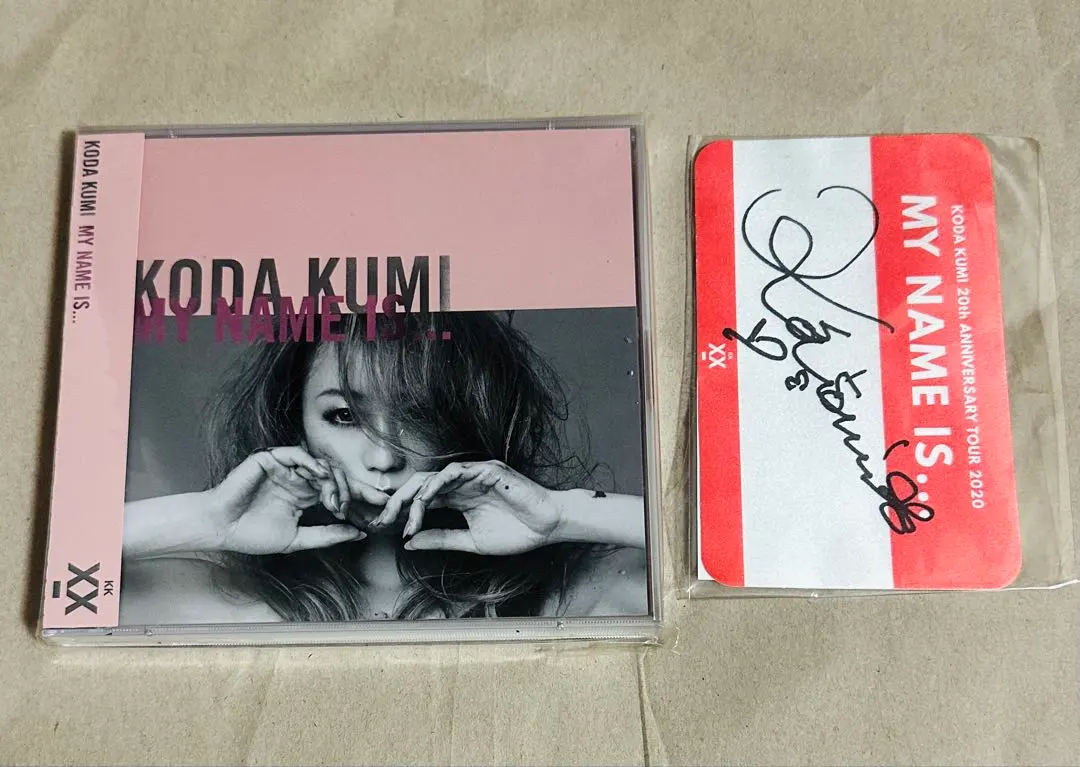 KODA KUMI MY NAME IS...
KK
XX
KODA KUMI
MY NAME IS...
KODA KUMI 20th ANNIVERSARY TOUR 2020
MY NAME IS...
KK
XX